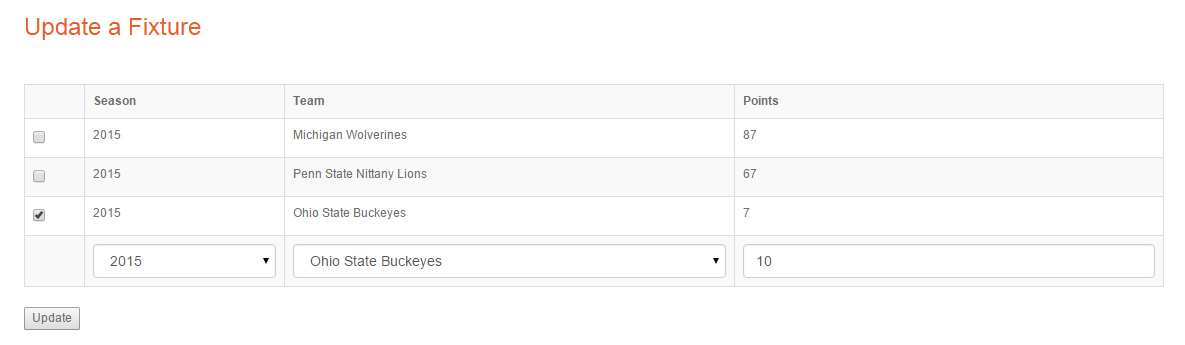 Update a Fixture
Season Team Points
2015 Michigan Wolverines 87
2015 Penn State Nittany Lions 67
2015 Ohio State Buckeyes 7
2015 Ohio State Buckeyes 10
Update